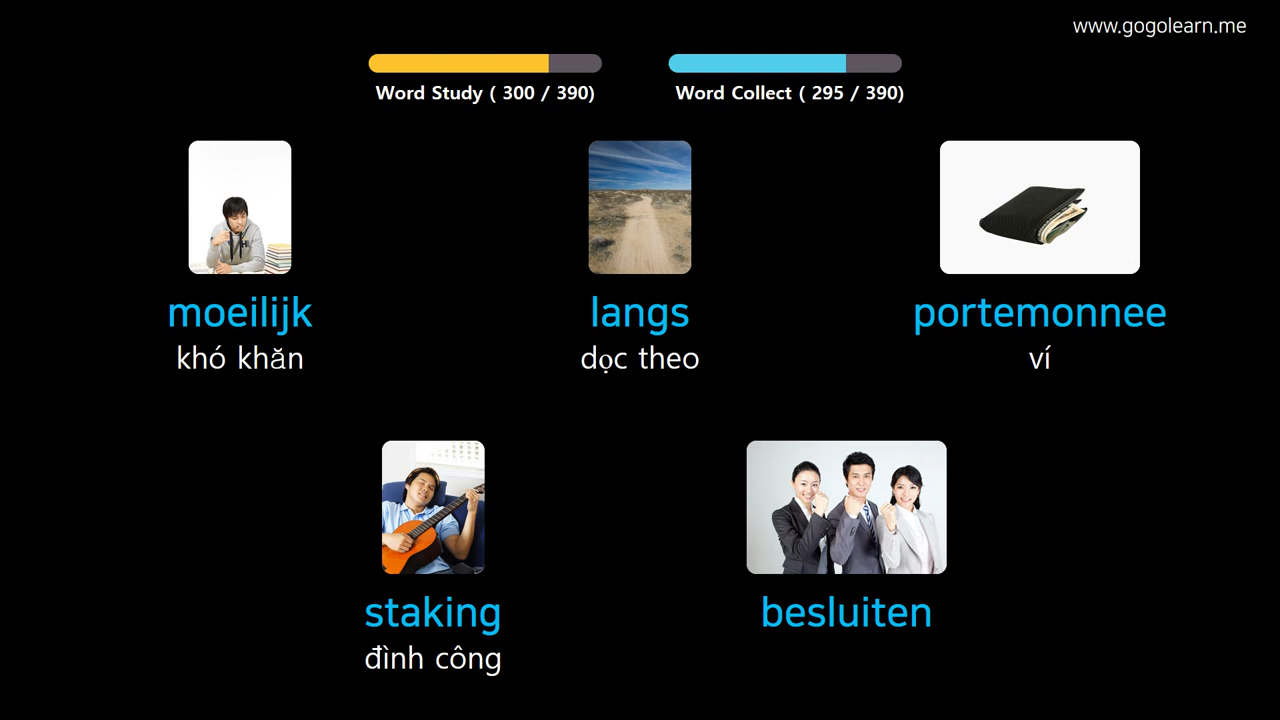 www.gogolearn.me
Word Study ( 300 / 390)
Word Collect ( 295 / 390)
moeilijk
khó khăn
langs
dọc theo
portemonnee
ví
staking
đình công
besluiten